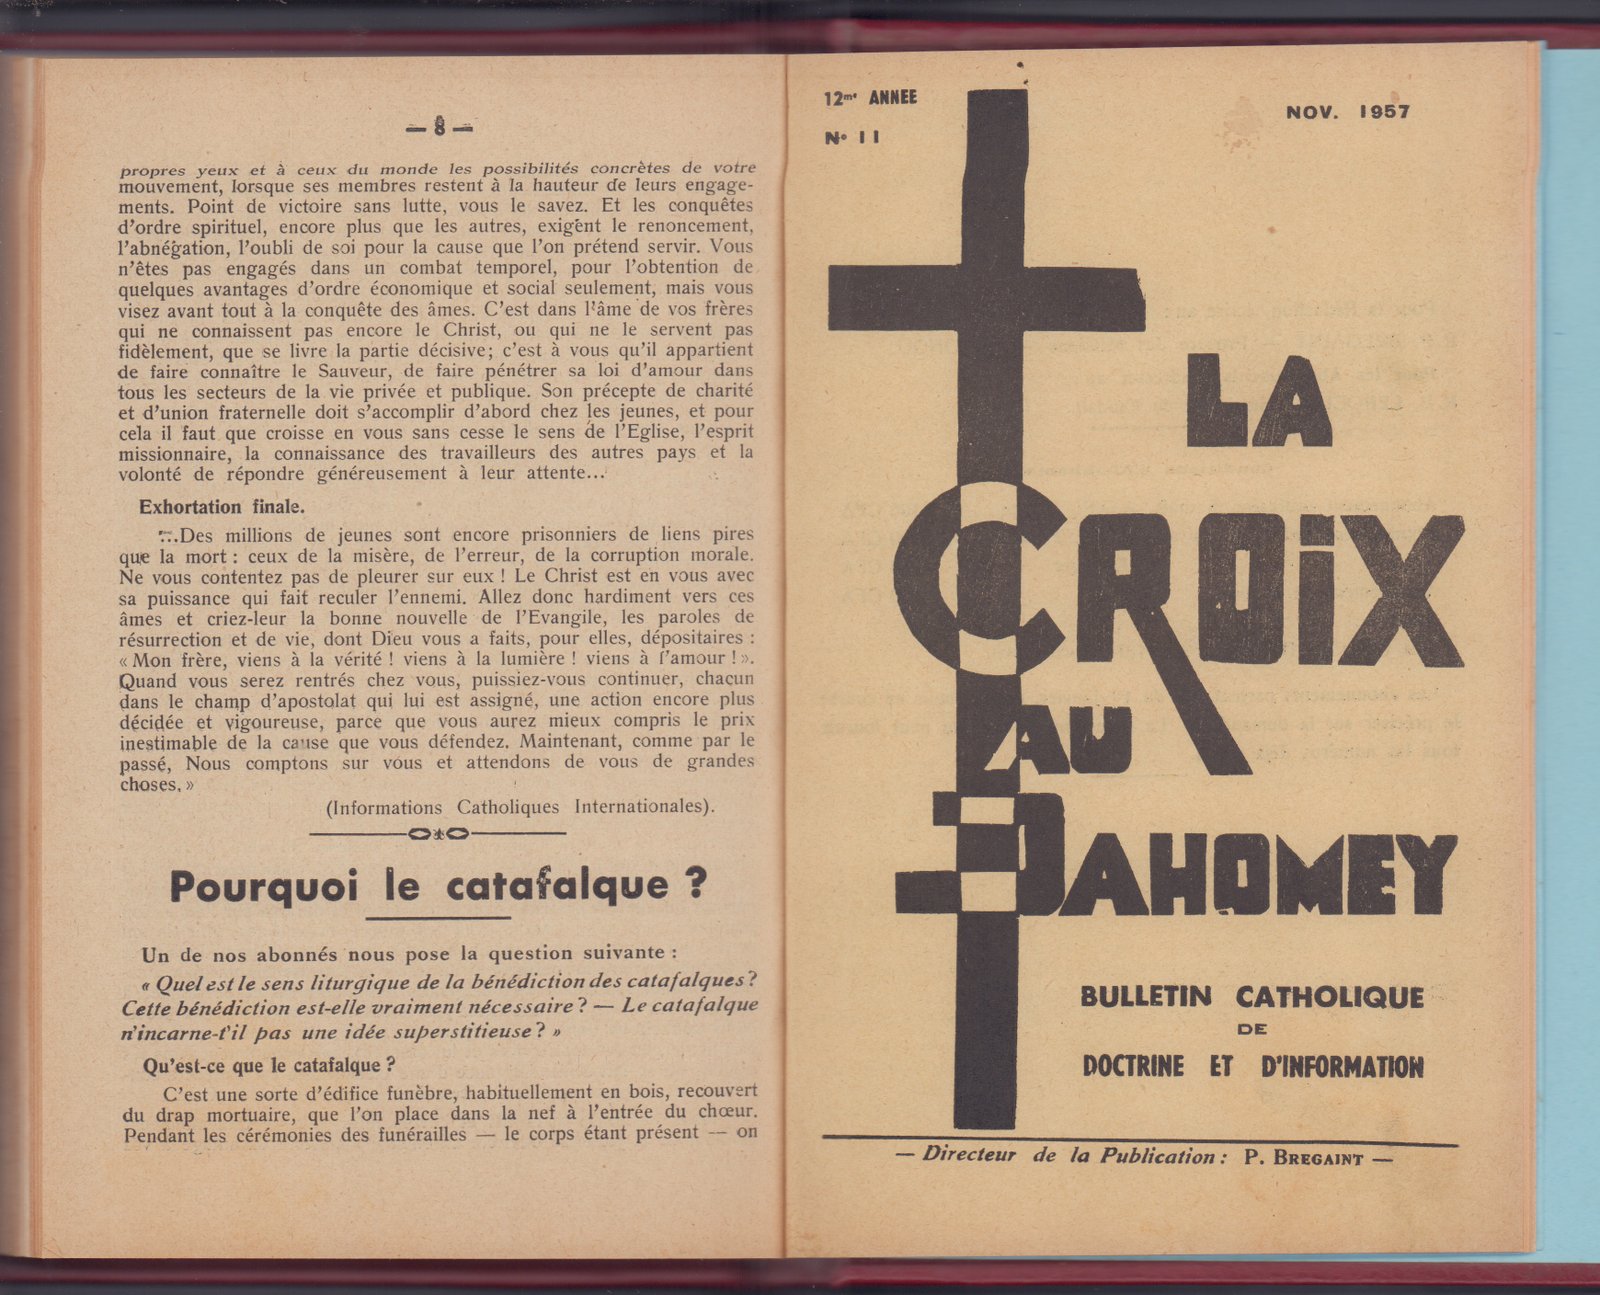 — 8 —
propres yeux et à ceux du monde les possibilités concrètes de votre
mouvement, lorsque ses membres restent à la hauteur de leurs engage-
ments. Point de victoire sans lutte, vous le savez. Et les conquêtes
d'ordre spirituel, encore plus que les autres, exigent le renoncement,
l'abnégation, l'oubli de soi pour la cause que l'on prétend servir. Vous
n'êtes pas engagés dans un combat temporel, pour l'obtention de
quelques avantages d'ordre économique et social seulement, mais vous
visez avant tout à la conquête des âmes. C'est dans l'âme de vos frères
qui ne connaissent pas encore le Christ, ou qui ne le servent pas
fidèlement, que se livre la partie décisive; c'est à vous qu'il appartient
de faire connaître le Sauveur, de faire pénétrer sa loi d'amour dans
tous les secteurs de la vie privée et publique. Son précepte de charité
et d'union fraternelle doit s'accomplir d'abord chez les jeunes, et pour
cela il faut que croisse en vous sans cesse le sens de l'Eglise, l'esprit
missionnaire, la connaissance des travailleurs des autres pays et la
volonté de répondre généreusement à leur attente...
Exhortation finale.
...Des millions de jeunes sont encore prisonniers de liens pires
que la mort : ceux de la misère, de l'erreur, de la corruption morale.
Ne vous contentez pas de pleurer sur eux ! Le Christ est en vous avec
sa puissance qui fait reculer l'ennemi. Allez donc hardiment vers ces
âmes et criez-leur la bonne nouvelle de l'Evangile, les paroles de
résurrection et de vie, dont Dieu vous a faits, pour elles, dépositaires :
« Mon frère, viens à la vérité ! viens à la lumière ! viens à l'amour ! ».
Quand vous serez rentrés chez vous, puissiez-vous continuer, chacun
dans le champ d'apostolat qui lui est assigné, une action encore plus
décidée et vigoureuse, parce que vous aurez mieux compris le prix
inestimable de la cause que vous défendez. Maintenant, comme par le
passé, Nous comptons sur vous et attendons de vous de grandes
choses. »
(Informations Catholiques Internationales).
Pourquoi le catafalque ?
Un de nos abonnés nous pose la question suivante :
« Quel est le sens liturgique de la bénédiction des catafalques ?
Cette bénédiction est-elle vraiment nécessaire ? — Le catafalque
n'incarne-t'il pas une idée superstitieuse ? »
Qu'est-ce que le catafalque ?
C'est une sorte d'édifice funèbre, habituellement en bois, recouvert
du drap mortuaire, que l'on place dans la nef à l'entrée du chœur.
Pendant les cérémonies des funérailles — le corps étant présent — on
12me ANNEE
N° 11
NOV. 1957
LA
CROIX
AU
DAHOMEY
BULLETIN CATHOLIQUE
DE
DOCTRINE ET D'INFORMATION
— Directeur de la Publication : P. BREGAINT —